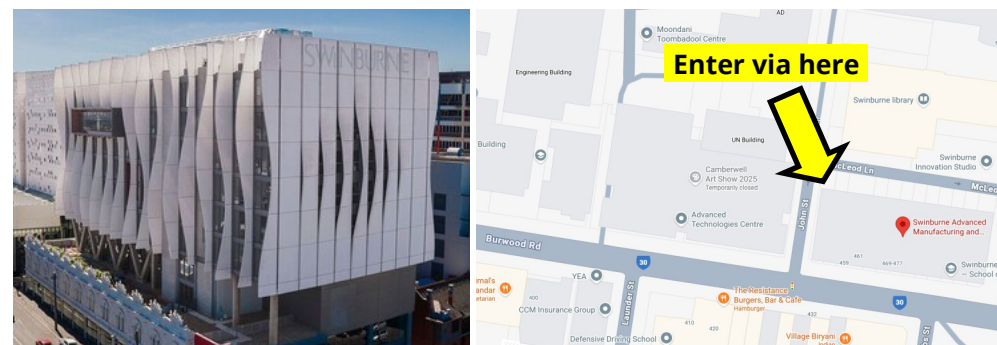 SWINBURNE
AD
Moondani
Toombadool Centre
Enter via here
Engineering Building
Swinburne library
UN Building
Building
Swinburne
Innovation Studio
McLeod Ln
McLeo
Camberwell
Art Show 2025
Temporarily closed
John St
Advanced
Technologies Centre
Swinburne Advanced
Manufacturing and...
Burwood Rd
30
459
461
469-477
Swinburne
– School o
YEA
Launder St
The Resistance
Burgers, Bar & Cafe
Hamburger
30
400
CCM Insurance Group
410
420
432
Defensive Driving School
Village Biryani